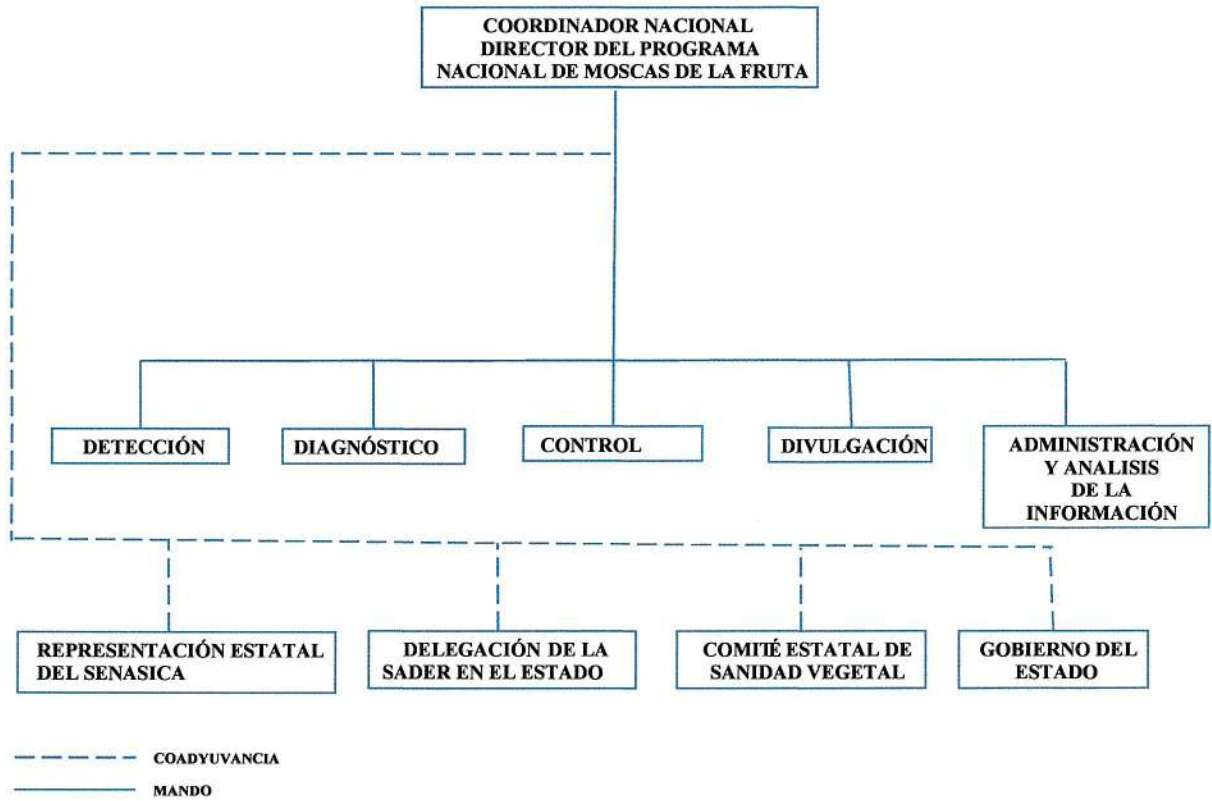 COORDINADOR NACIONAL
DIRECTOR DEL PROGRAMA
NACIONAL DE MOSCAS DE LA FRUTA
DETECCIÓN
DIAGNÓSTICO
CONTROL
DIVULGACIÓN
ADMINISTRACIÓN
Y ANALISIS
DE LA
INFORMACIÓN
REPRESENTACIÓN ESTATAL
DEL SENASICA
DELEGACIÓN DE LA
SADER EN EL ESTADO
COMITÉ ESTATAL DE
SANIDAD VEGETAL
GOBIERNO DEL
ESTADO
COADYUVANCIA
MANDO